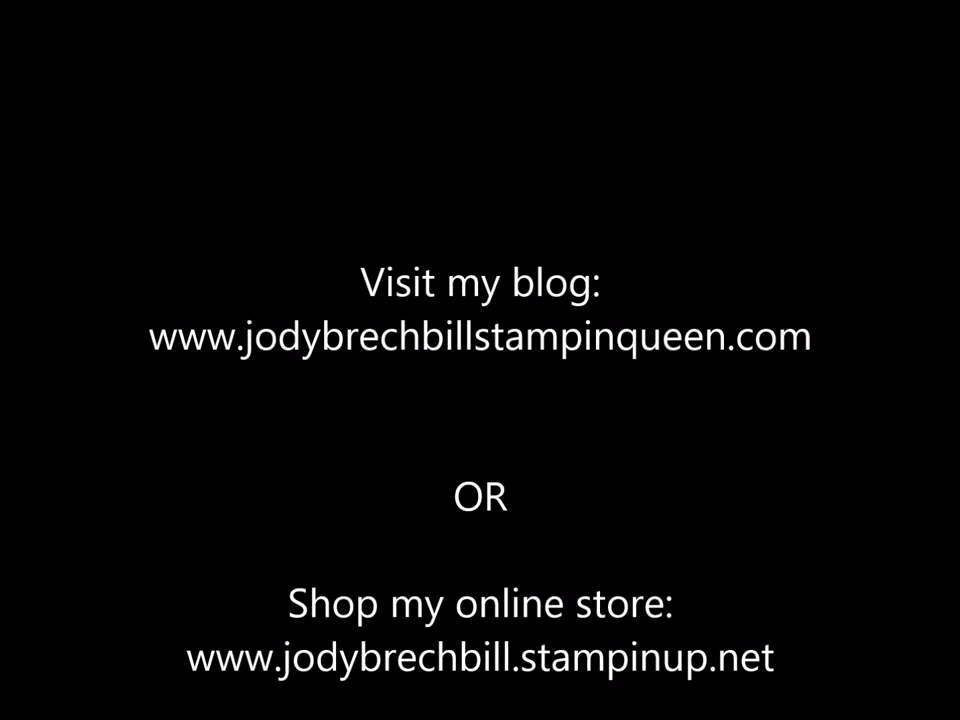 Visit my blog:
www.jodybrechbillstampinqueen.com
OR
Shop my online store:
www.jodybrechbill.stampinup.net